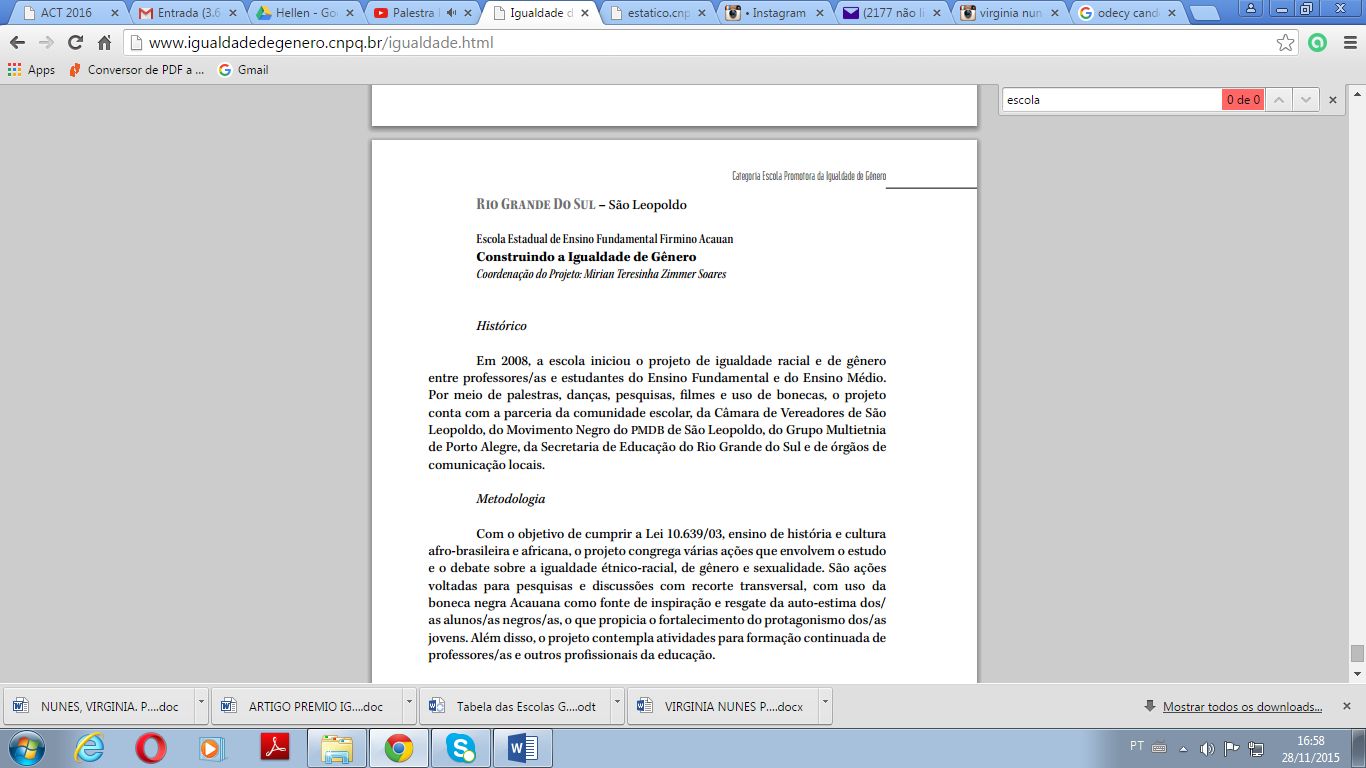 ACT 2016
Entrada (3.6
Hellen - Goo
Palestra
Igualdade d
estatico.cnp
• Instagram
(2177 não li
virginia nun
odecy cand
www.igualdadedegenero.cnpq.br/igualdade.html
Apps
Conversor de PDF a ...
Gmail
escola
0 de 0
Categoria Escola Promotora da Igualdade de Gênero
Rio Grande Do Sul – São Leopoldo
Escola Estadual de Ensino Fundamental Firmino Acauan
Construindo a Igualdade de Gênero
Coordenação do Projeto: Mirian Teresinha Zimmer Soares
Histórico
Em 2008, a escola iniciou o projeto de igualdade racial e de gênero
entre professores/as e estudantes do Ensino Fundamental e do Ensino Médio.
Por meio de palestras, danças, pesquisas, filmes e uso de bonecas, o projeto
conta com a parceria da comunidade escolar, da Câmara de Vereadores de São
Leopoldo, do Movimento Negro do PMDB de São Leopoldo, do Grupo Multietnia
de Porto Alegre, da Secretaria de Educação do Rio Grande do Sul e de órgãos de
comunicação locais.
Metodologia
Com o objetivo de cumprir a Lei 10.639/03, ensino de história e cultura
afro-brasileira e africana, o projeto congrega várias ações que envolvem o estudo
e o debate sobre a igualdade étnico-racial, de gênero e sexualidade. São ações
voltadas para pesquisas e discussões com recorte transversal, com uso da
boneca negra Acauana como fonte de inspiração e resgate da auto-estima dos/
as alunos/as negros/as, o que propicia o fortalecimento do protagonismo dos/as
jovens. Além disso, o projeto contempla atividades para formação continuada de
professores/as e outros profissionais da educação.
NUNES, VIRGINIA. P....doc
ARTIGO PREMIO IG....doc
Tabela das Escolas G....odt
VIRGINIA NUNES P....docx
Mostrar todos os downloads...
PT
16:58
28/11/2015